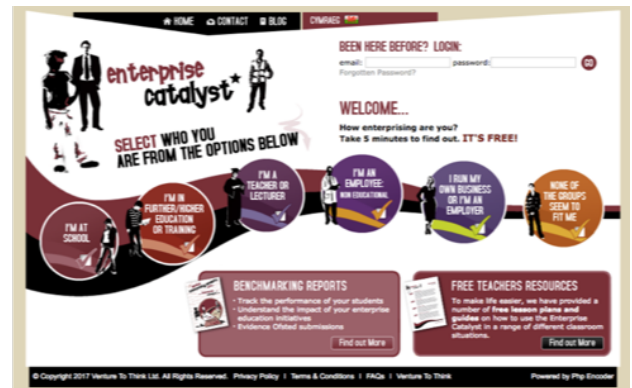 HOME CONTACT BLOG CYMRAEG
BEEN HERE BEFORE? LOGIN:
email: password: GO
Forgotten Password?
enterprise
catalyst*
WELCOME...
How enterprising are you?
Take 5 minutes to find out. IT'S FREE!
SELECT WHO YOU
ARE FROM THE OPTIONS BELOW
I'M AT
SCHOOL
I'M IN
FURTHER/HIGHER
EDUCATION
OR TRAINING
I'M A
TEACHER OR
LECTURER
I'M AN
EMPLOYEE:
NON EDUCATIONAL
I RUN MY
OWN BUSINESS
OR I'M AN
EMPLOYER
NONE OF
THE GROUPS
SEEM TO
FIT ME
BENCHMARKING REPORTS
· Track the performance of your students
· Understand the impact of your enterprise
education initiatives
· Evidence Ofsted submissions
Find out More
FREE TEACHERS RESOURCES
To make life easier, we have provided a
number of free lesson plans and
guides on how to use the Enterprise
Catalyst in a range of different classroom
situations.
Find out More
© Copyright 2017 Venture To Think Ltd. All Rights Reserved. Privacy Policy | Terms & Conditions | FAQs | Venture to Think Powered by Php Encoder